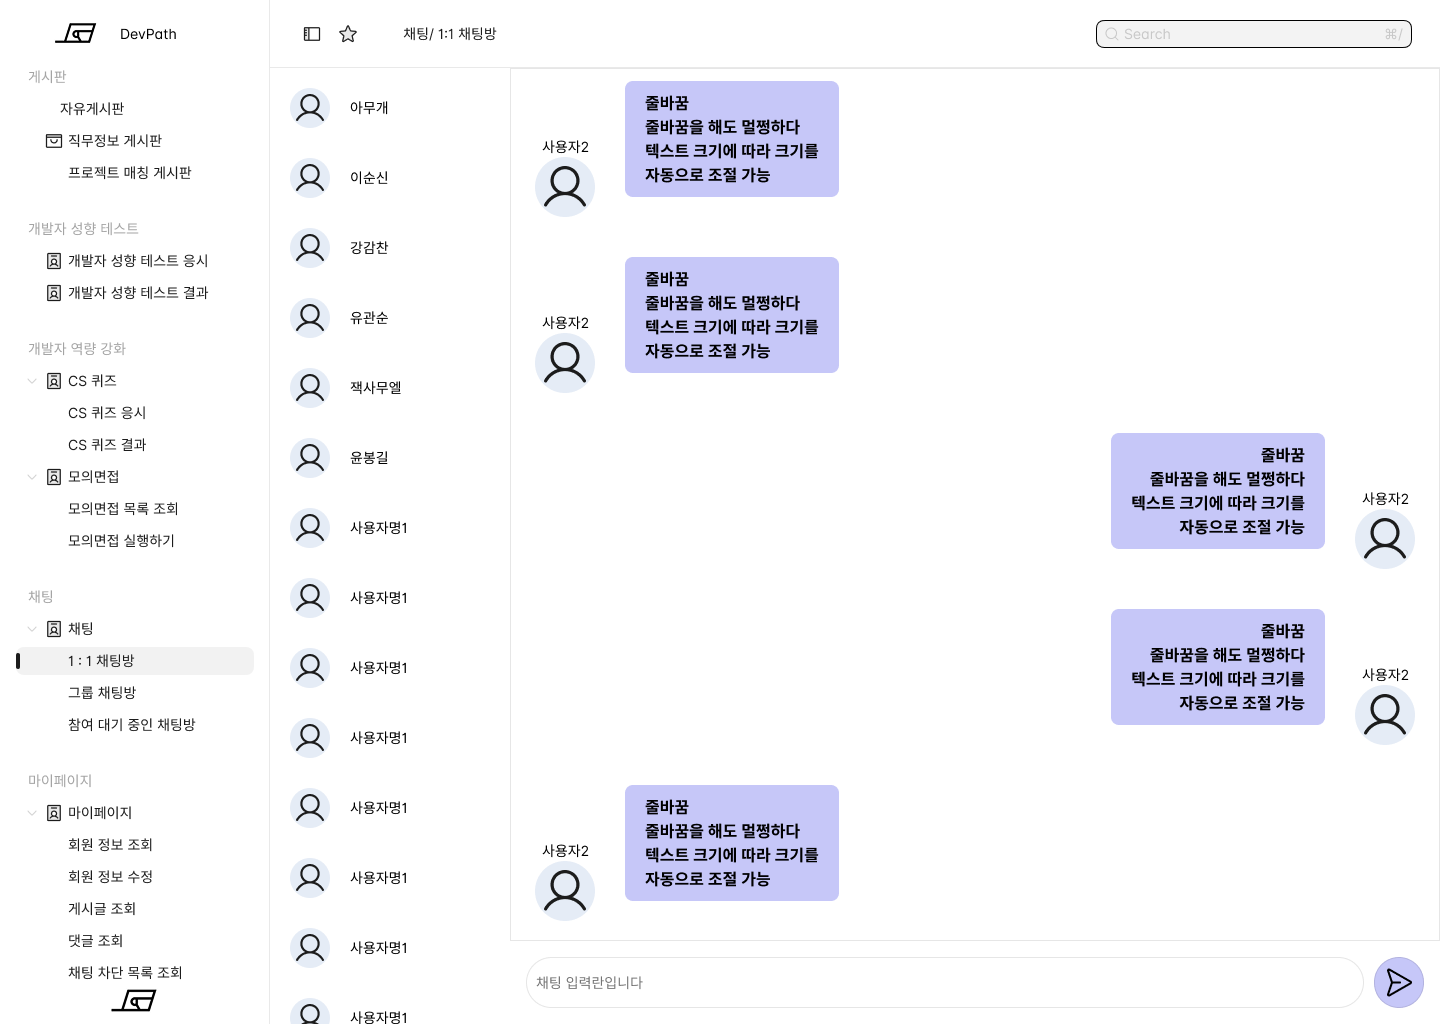 DevPath
게시판
자유게시판
직무정보 게시판
프로젝트 매칭 게시판
개발자 성향 테스트
개발자 성향 테스트 응시
개발자 성향 테스트 결과
개발자 역량 강화
CS 퀴즈
CS 퀴즈 응시
CS 퀴즈 결과
모의면접
모의면접 목록 조회
모의면접 실행하기
채팅
채팅
1 : 1 채팅방
그룹 채팅방
참여 대기 중인 채팅방
마이페이지
마이페이지
회원 정보 조회
회원 정보 수정
게시글 조회
댓글 조회
채팅 차단 목록 조회
채팅/ 1:1 채팅방
Search
⌘/
아무개
이순신
강감찬
유관순
잭사무엘
윤봉길
사용자명1
사용자명1
사용자명1
사용자명1
사용자명1
사용자명1
사용자명1
사용자명1
사용자2
줄바꿈
줄바꿈을 해도 멀쩡하다
텍스트 크기에 따라 크기를
자동으로 조절 가능
사용자2
줄바꿈
줄바꿈을 해도 멀쩡하다
텍스트 크기에 따라 크기를
자동으로 조절 가능
줄바꿈
줄바꿈을 해도 멀쩡하다
텍스트 크기에 따라 크기를
자동으로 조절 가능
사용자2
줄바꿈
줄바꿈을 해도 멀쩡하다
텍스트 크기에 따라 크기를
자동으로 조절 가능
사용자2
사용자2
줄바꿈
줄바꿈을 해도 멀쩡하다
텍스트 크기에 따라 크기를
자동으로 조절 가능
채팅 입력란입니다